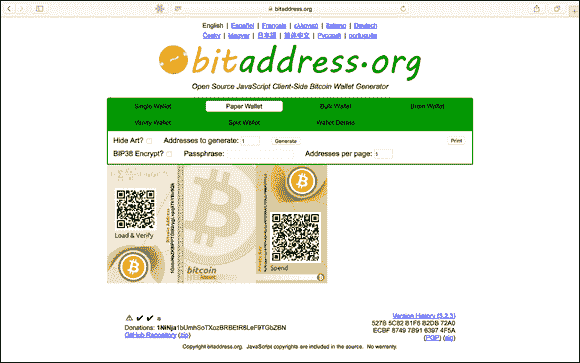 bitaddress.org
English | Español | Français | ελληνικά | italiano | Deutsch
Česky | Magyar | 日本語 | 简体中文 | Русский | português
bitaddress.org
Open Source JavaScript Client-Side Bitcoin Wallet Generator
Single Wallet Paper Wallet Bulk Wallet Brain Wallet
Vanity Wallet Split Wallet Wallet Details
Hide Art? Addresses to generate: 1 Generate Print
BIP38 Encrypt? Passphrase: Addresses per page:
Load & Verify
bitcoin
Spend
Donations:
GitHub Repository (zip)
Version History (3.2.3)
527B 5C82 B1F6 B2DB 72A0
ECBF 8749 7B91 6397 4F5A
(PGP) (sig)
Copyright bitaddress.org. JavaScript copyrights are included in the source. No warranty.